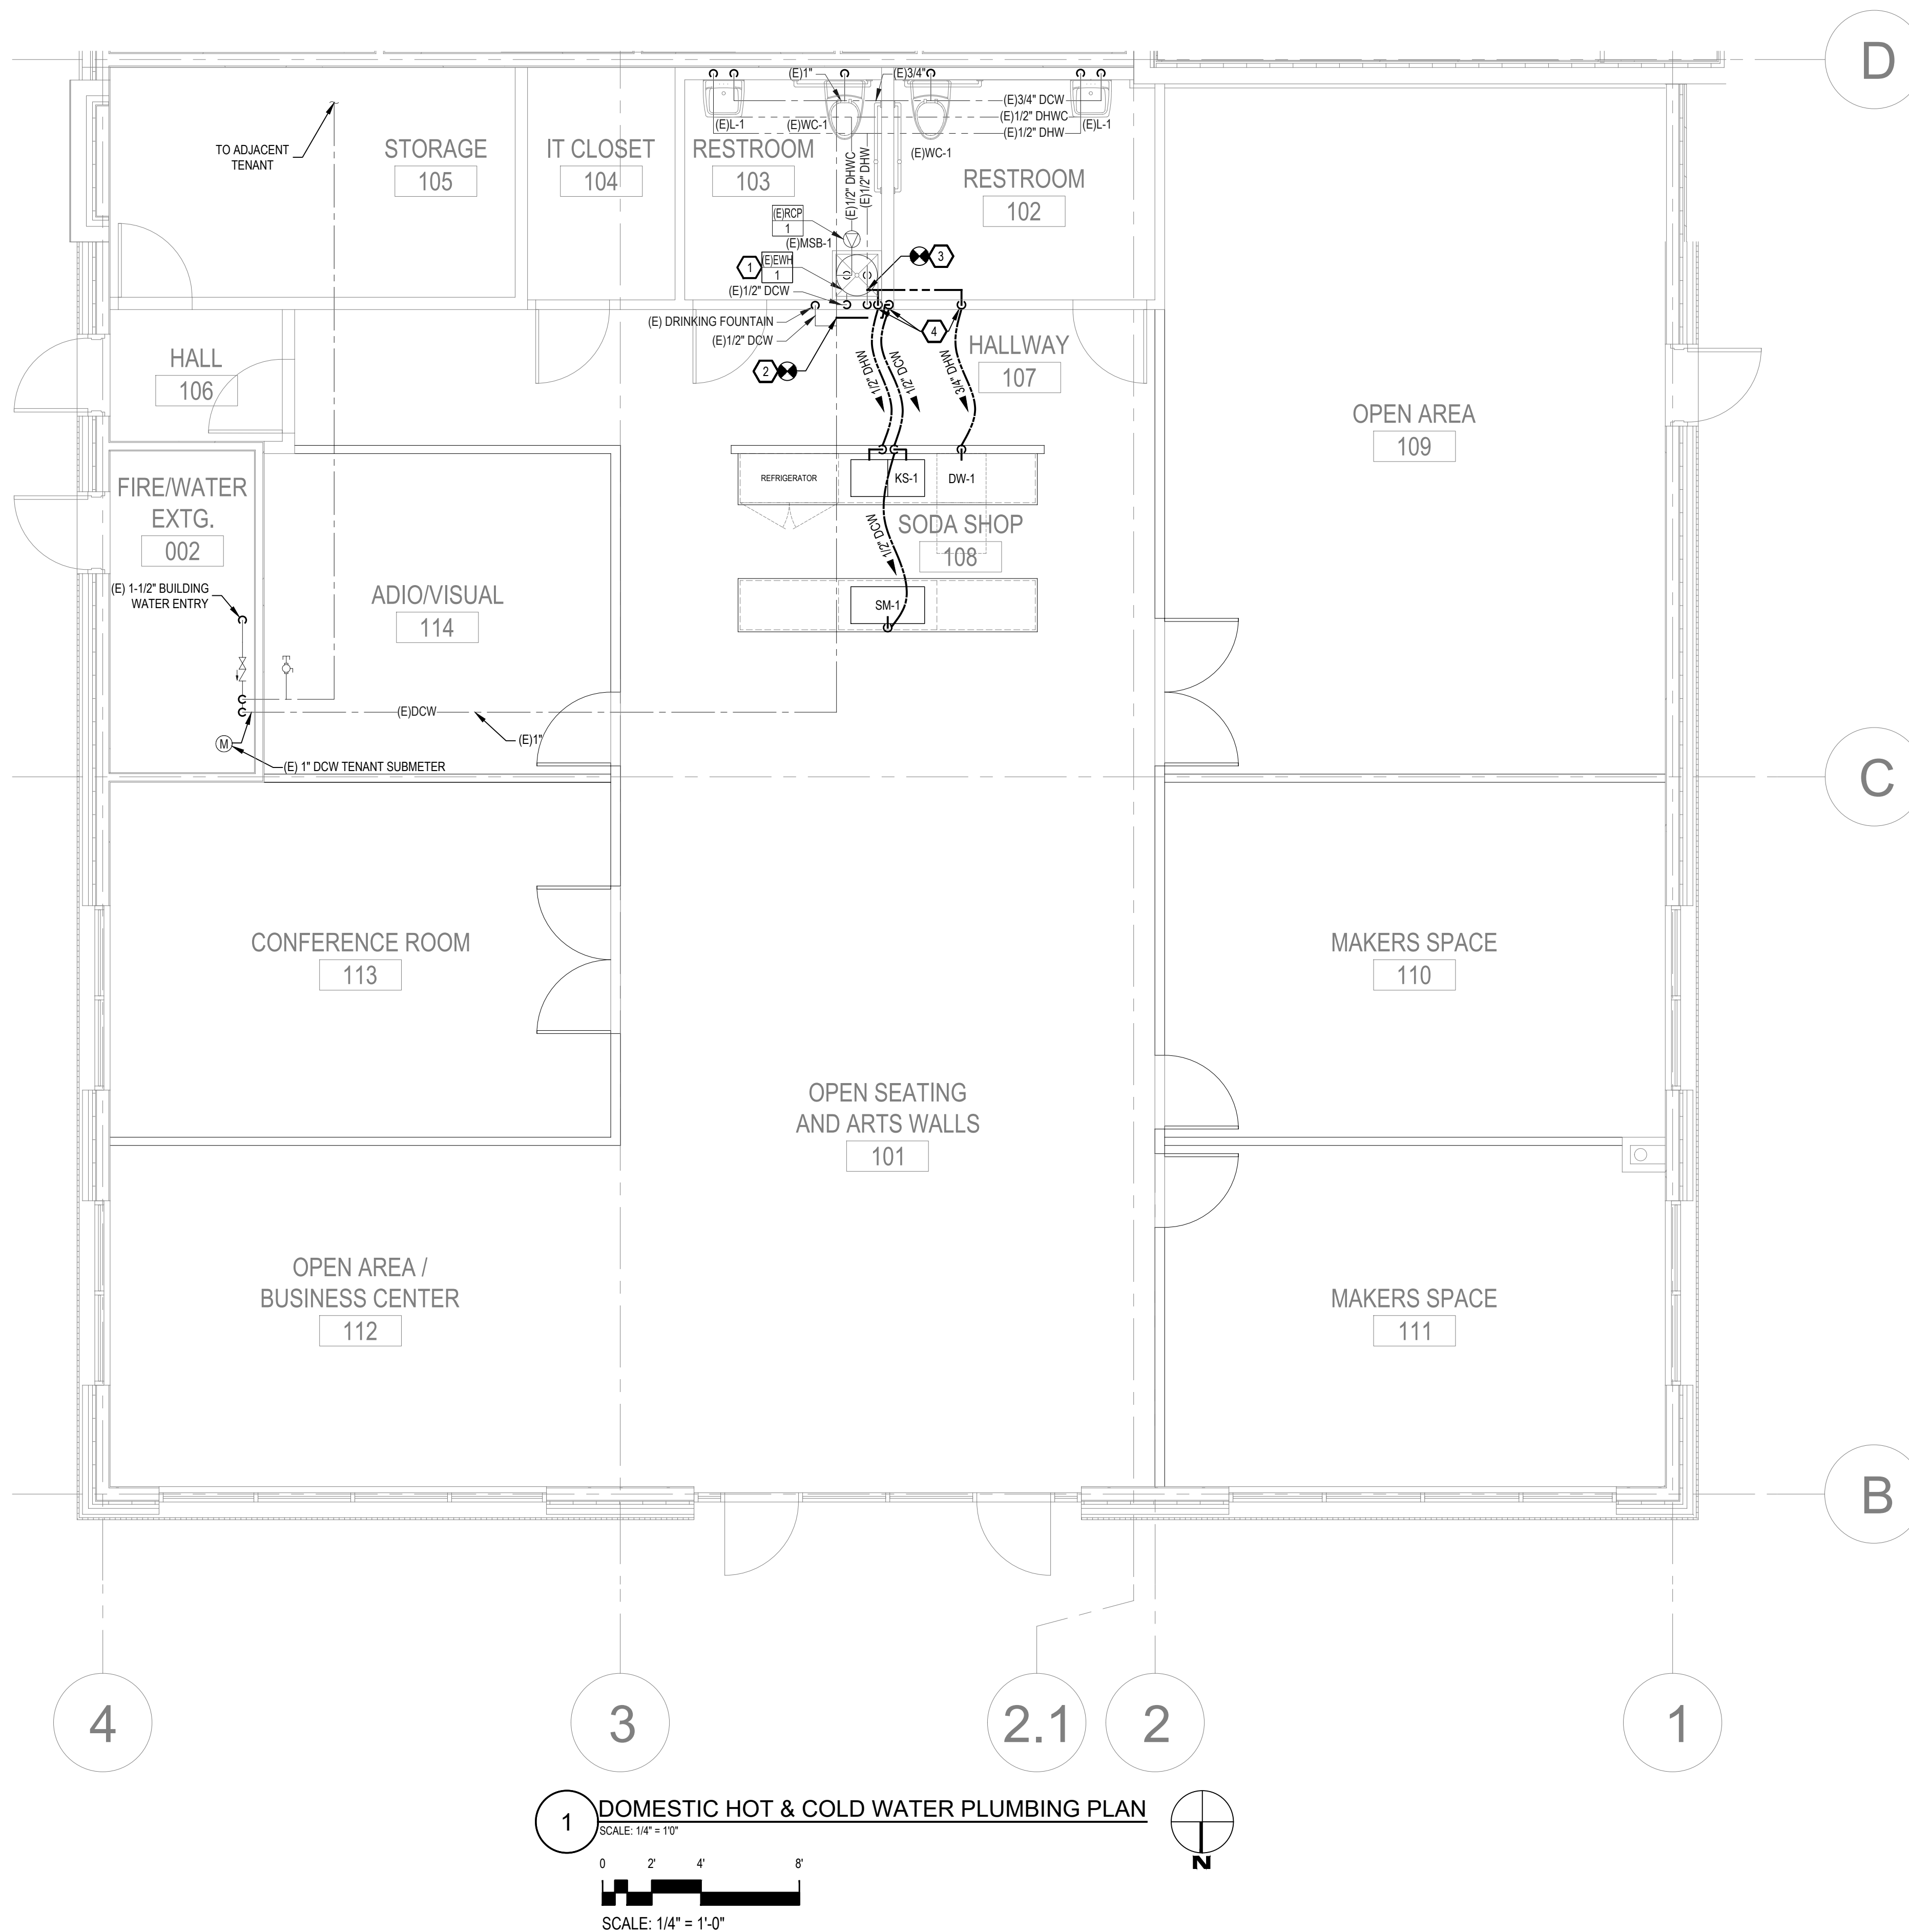 D
(E)1"
(E)3/4"
(E)3/4" DCW
(E)1/2" DHWC
(E)1/2" DHW
(E)L-1
(E)WC-1
(E)L-1
(E)WC-1
TO ADJACENT
TENANT
STORAGE
105
IT CLOSET
104
RESTROOM
103
RESTROOM
102
(E)1/2" DHWC
(E)1/2" DHW
(E)RCP
1
(E)MSB-1
1
(E)EWH
1
3
(E)1/2" DCW
(E) DRINKING FOUNTAIN
(E)1/2" DCW
4
2
HALL
106
HALLWAY
107
1/2" DHW
1/2" DCW
3/4" DHW
OPEN AREA
109
REFRIGERATOR
KS-1
DW-1
FIRE/WATER
EXTG.
002
SODA SHOP
108
1/2" DCW
(E) 1-1/2" BUILDING
WATER ENTRY
ADIO/VISUAL
114
SM-1
(E)DCW
(E)1"
M
(E) 1" DCW TENANT SUBMETER
C
CONFERENCE ROOM
113
MAKERS SPACE
110
OPEN SEATING
AND ARTS WALLS
101
OPEN AREA /
BUSINESS CENTER
112
MAKERS SPACE
111
B
4
3
2.1
2
1
1
DOMESTIC HOT & COLD WATER PLUMBING PLAN
SCALE: 1/4" = 1'0"
N
0 2' 4' 8'
SCALE: 1/4" = 1'-0"